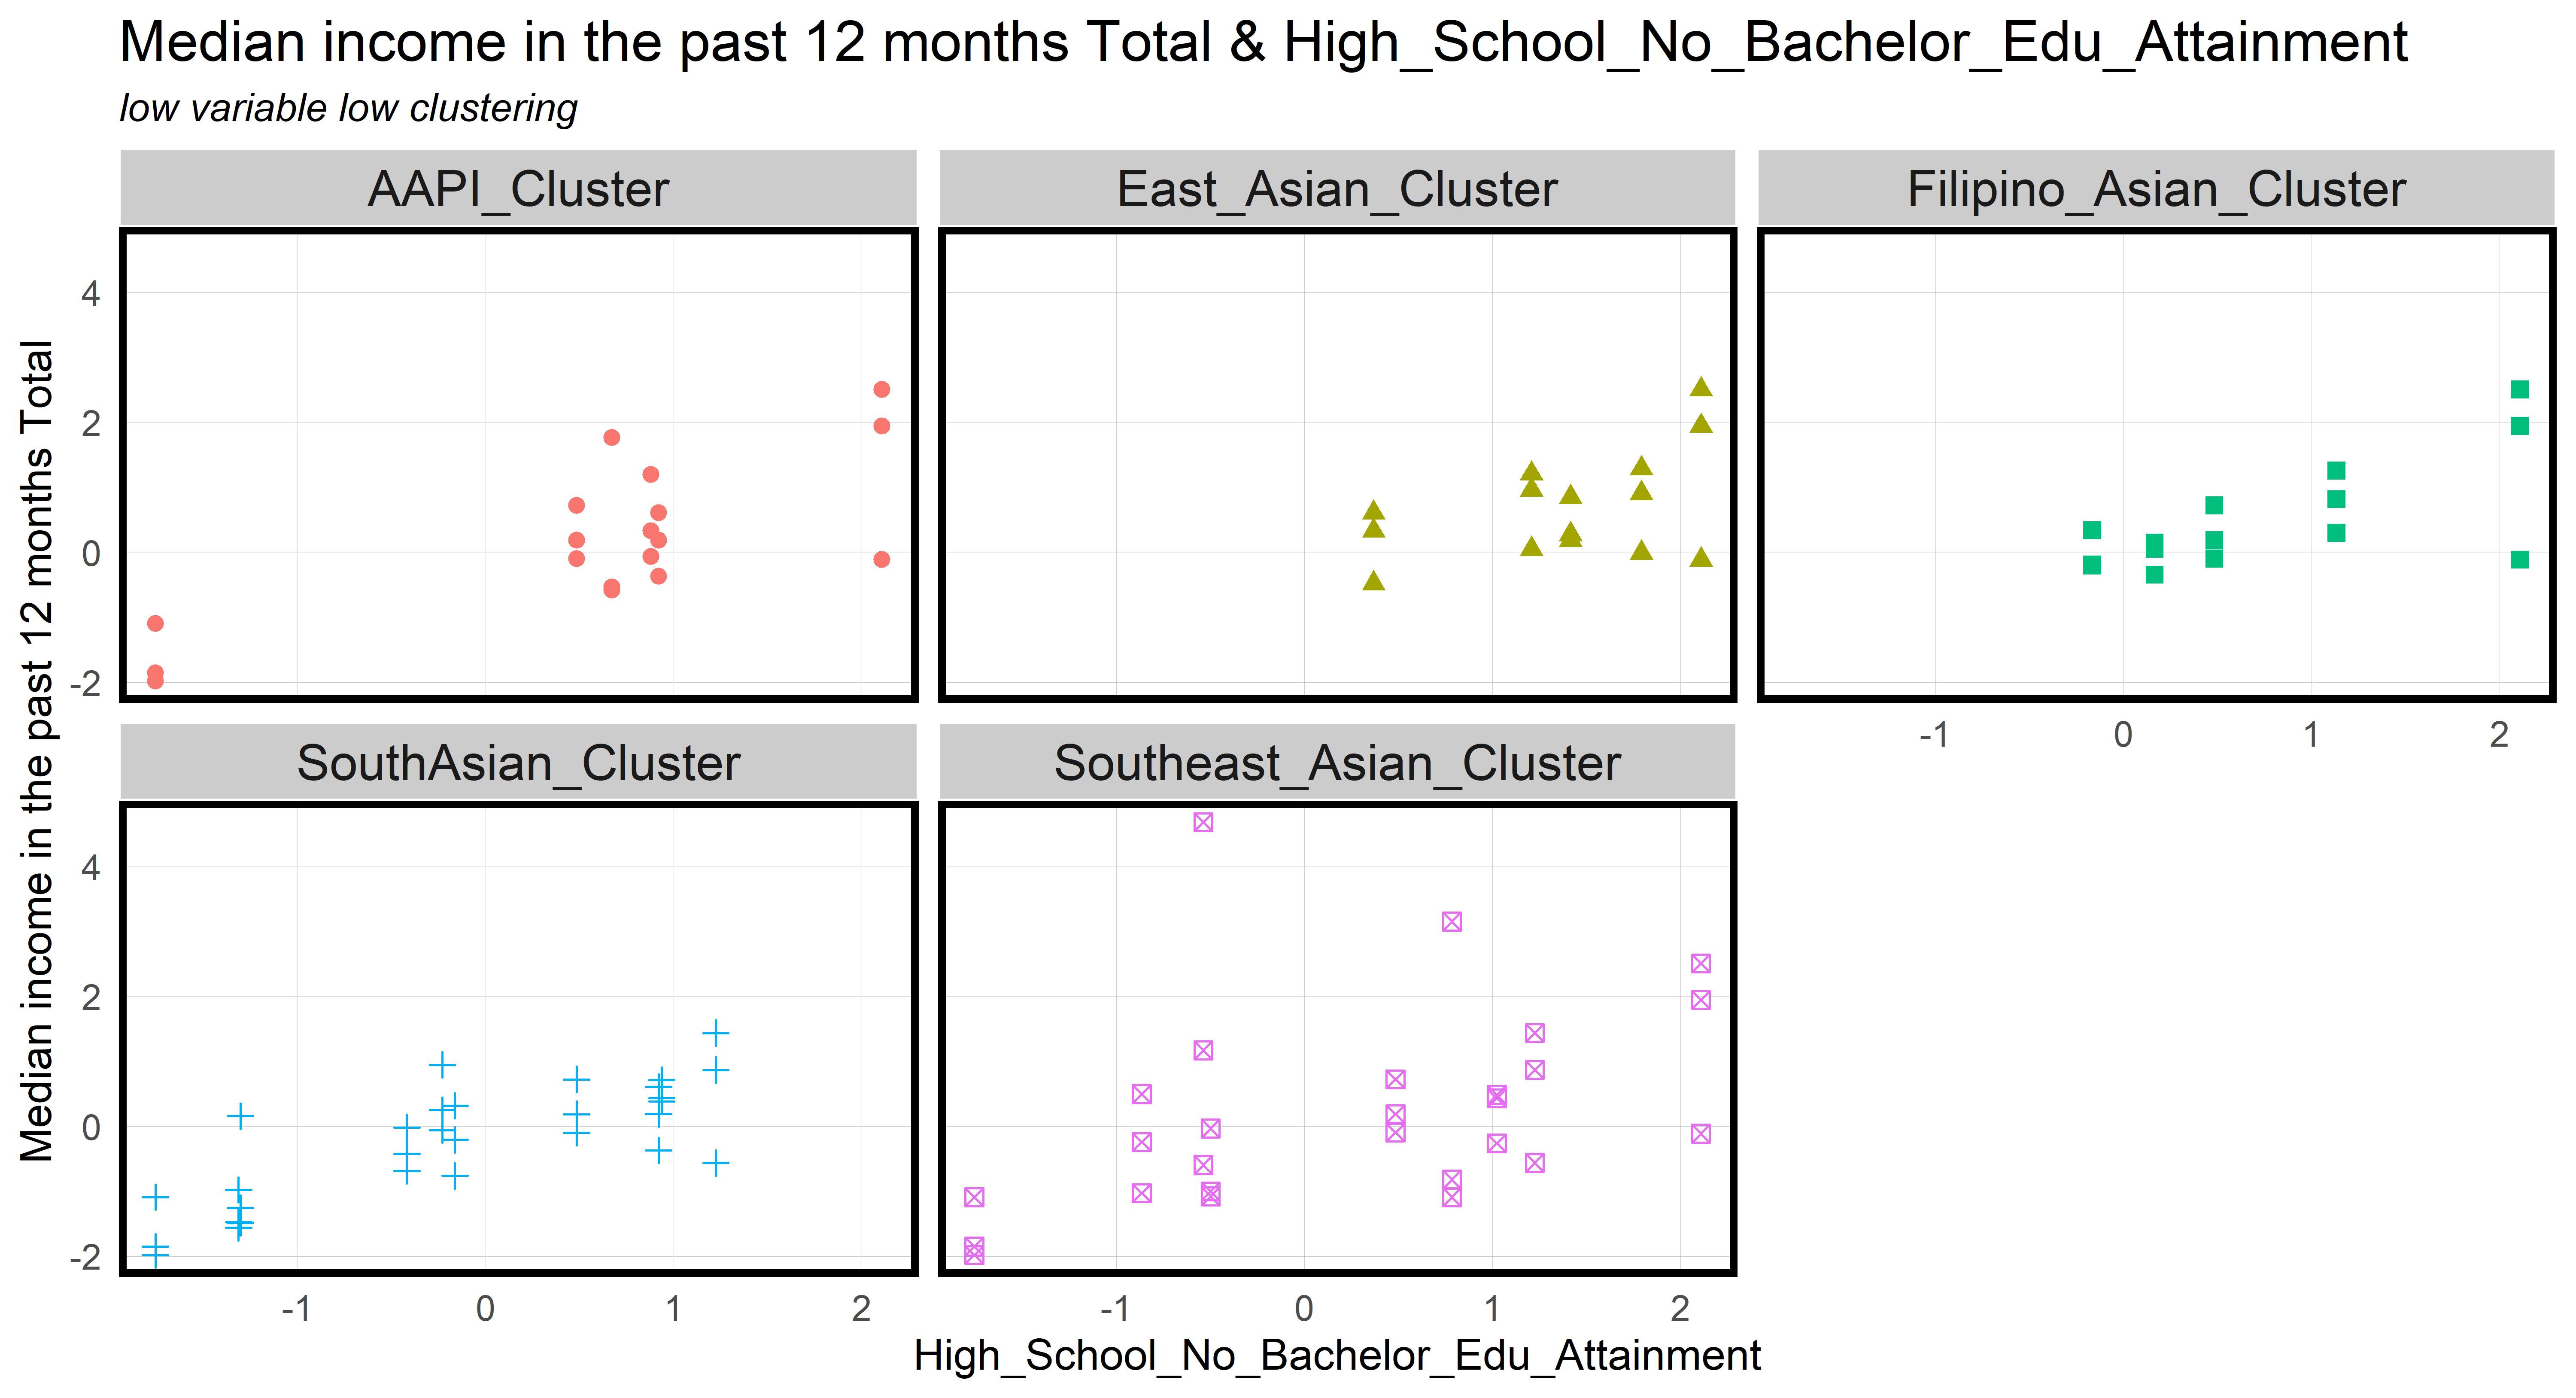 Median income in the past 12 months Total & High_School_No_Bachelor_Edu_Attainment
low variable low clustering
AAPI_Cluster
East_Asian_Cluster
Filipino_Asian_Cluster
4
2
0
-2
-1
0
1
2
SouthAsian_Cluster
Southeast_Asian_Cluster
4
2
0
-2
-1
0
1
2
-1
0
1
2
High_School_No_Bachelor_Edu_Attainment
Median income in the past 12 months Total